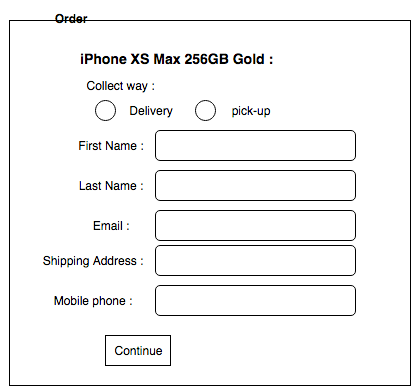 Order
iPhone XS Max 256GB Gold :
Collect way :
Delivery pick-up
First Name :
Last Name :
Email :
Shipping Address :
Mobile phone :
Continue